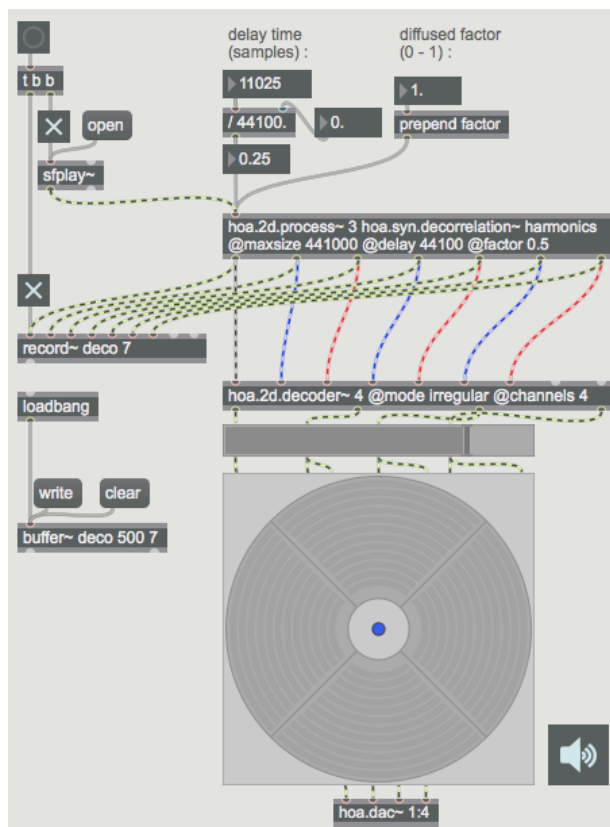 delay time
(samples) :
diffused factor
(0 - 1) :
11025
1.
t b b
/ 44100.
0.
prepend factor
open
0.25
sfplay~
hoa.2d.process~ 3 hoa.syn.decorrelation~ harmonics
@maxsize 441000 @delay 44100 @factor 0.5
record~ deco 7
hoa.2d.decoder~ 4 @mode irregular @channels 4
loadbang
write
clear
buffer~ deco 500 7
hoa.dac~ 1:4